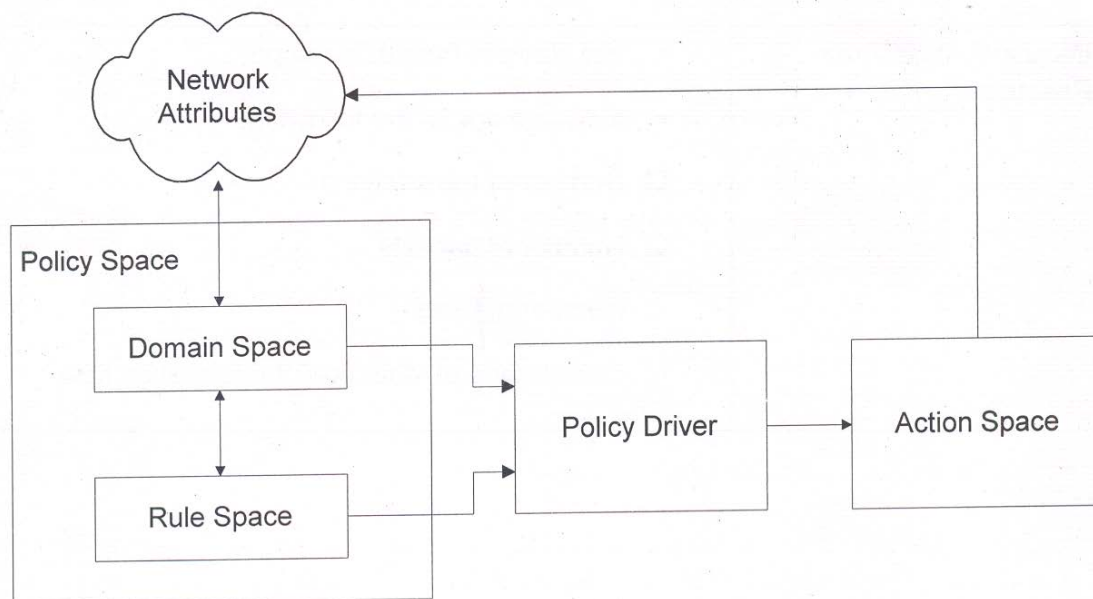 Network
Attributes
Policy Space
Domain Space
Rule Space
Policy Driver
Action Space